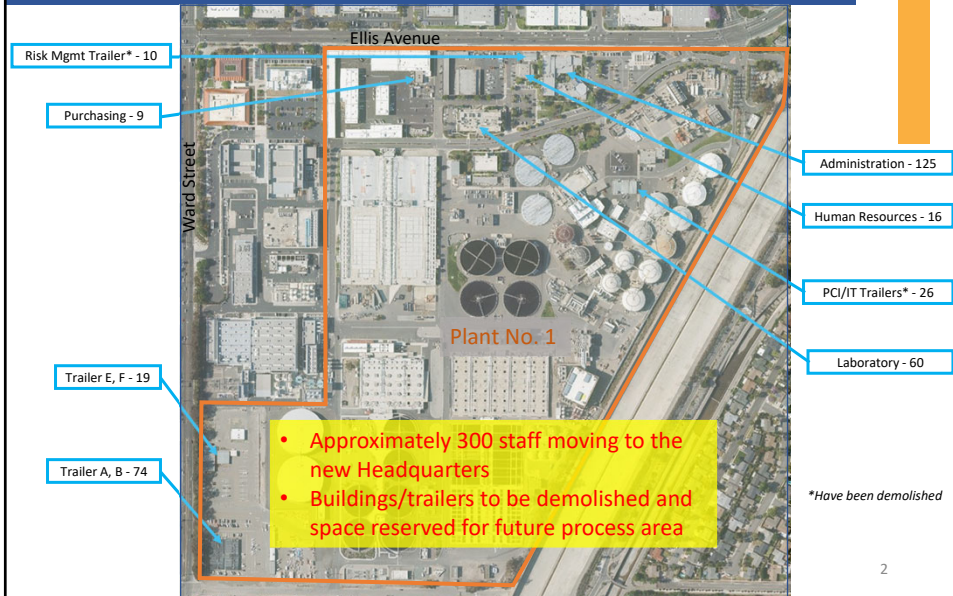 Ellis Avenue
Risk Mgmt Trailer* - 10
Purchasing - 9
Ward Street
Administration - 125
Human Resources - 16
PCI/IT Trailers* - 26
Plant No. 1
Laboratory - 60
Trailer E, F - 19
Trailer A, B - 74
• Approximately 300 staff moving to the
new Headquarters
• Buildings/trailers to be demolished and
space reserved for future process area
*Have been demolished
2